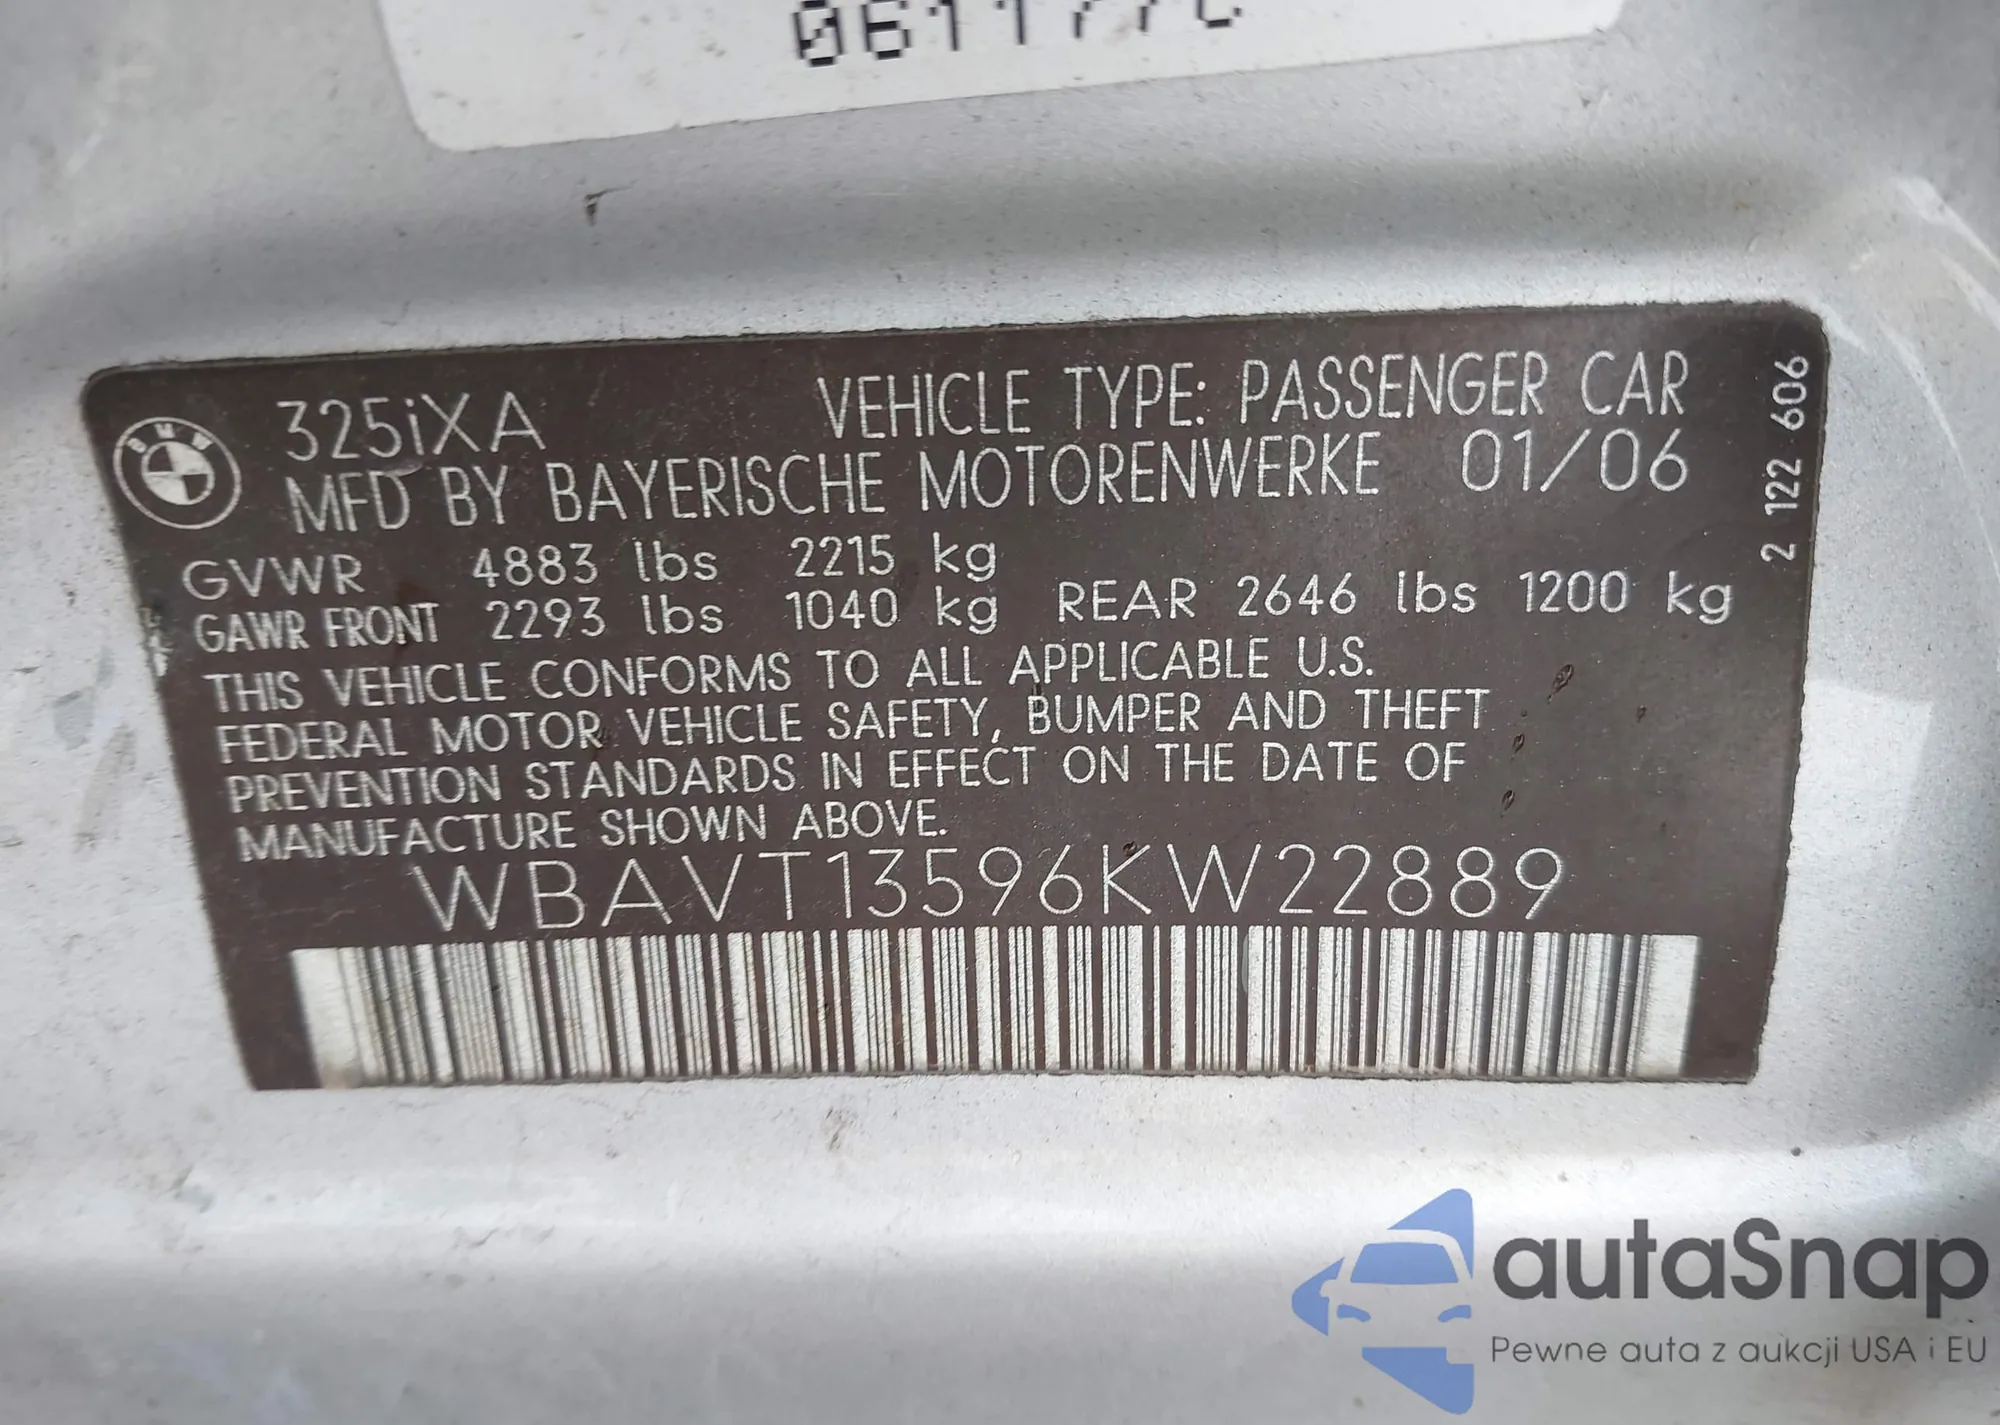 325iXA VEHICLE TYPE: PASSENGER CAR
MFD BY BAYERISCHE MOTORENWERKE 01/06
GVWR 4883 lbs 2215 kg
GAWR FRONT 2293 lbs 1040 kg REAR 2646 lbs 1200 kg
THIS VEHICLE CONFORMS TO ALL APPLICABLE U.S.
FEDERAL MOTOR VEHICLE SAFETY, BUMPER AND THEFT
PREVENTION STANDARDS IN EFFECT ON THE DATE OF
MANUFACTURE SHOWN ABOVE.
WBAVT13596KW22889
2 122 606
BMW
autaSnap
Pewne auta z aukcji USA i EU